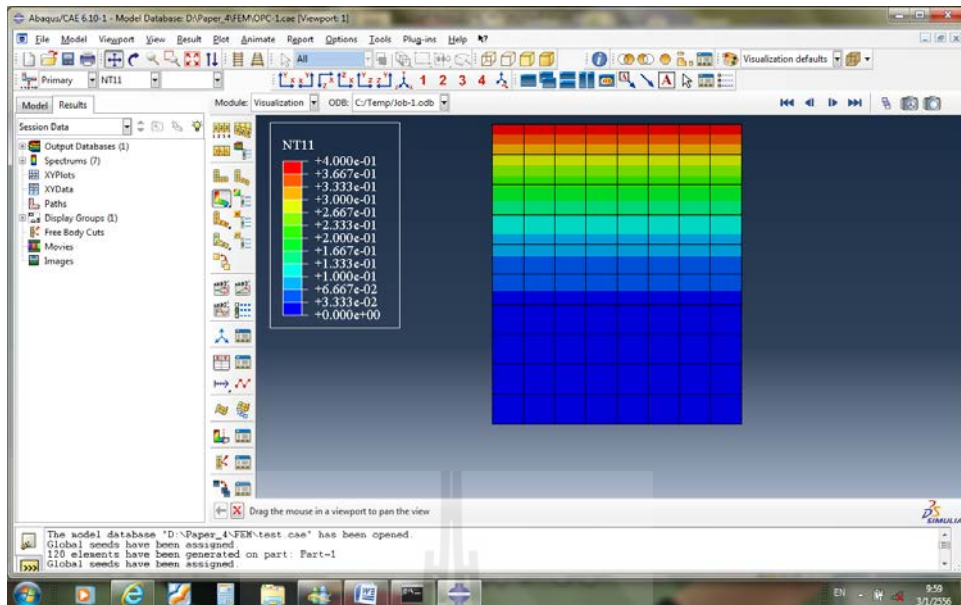 Abaqus/CAE 6.10-1 - Model Database: D:\Paper_4\FEM\OPC-1.cae [Viewport: 1]
File Model Viewport View Result Plot Animate Report Options Tools Plug-ins Help
All
Visualization defaults
Primary NT11
1 2 3 4
A
Model Results
Module: Visualization ODB: C:/Temp/Job-1.odb
Session Data
Output Databases (1)
Spectrums (7)
XYPlots
XYData
Paths
Display Groups (1)
Free Body Cuts
Movies
Images
NT11
+4.000e-01
+3.667e-01
+3.333e-01
+3.000e-01
+2.667e-01
+2.333e-01
+2.000e-01
+1.667e-01
+1.333e-01
+1.000e-01
+6.667e-02
+3.333e-02
+0.000e+00
Drag the mouse in a viewport to pan the view
SIMULIA
The model database "D:\Paper_4\FEM\test.cae" has been opened.
Global seeds have been assigned.
120 elements have been generated on part: Part-1
Global seeds have been assigned.
EN
9:59
3/1/2556